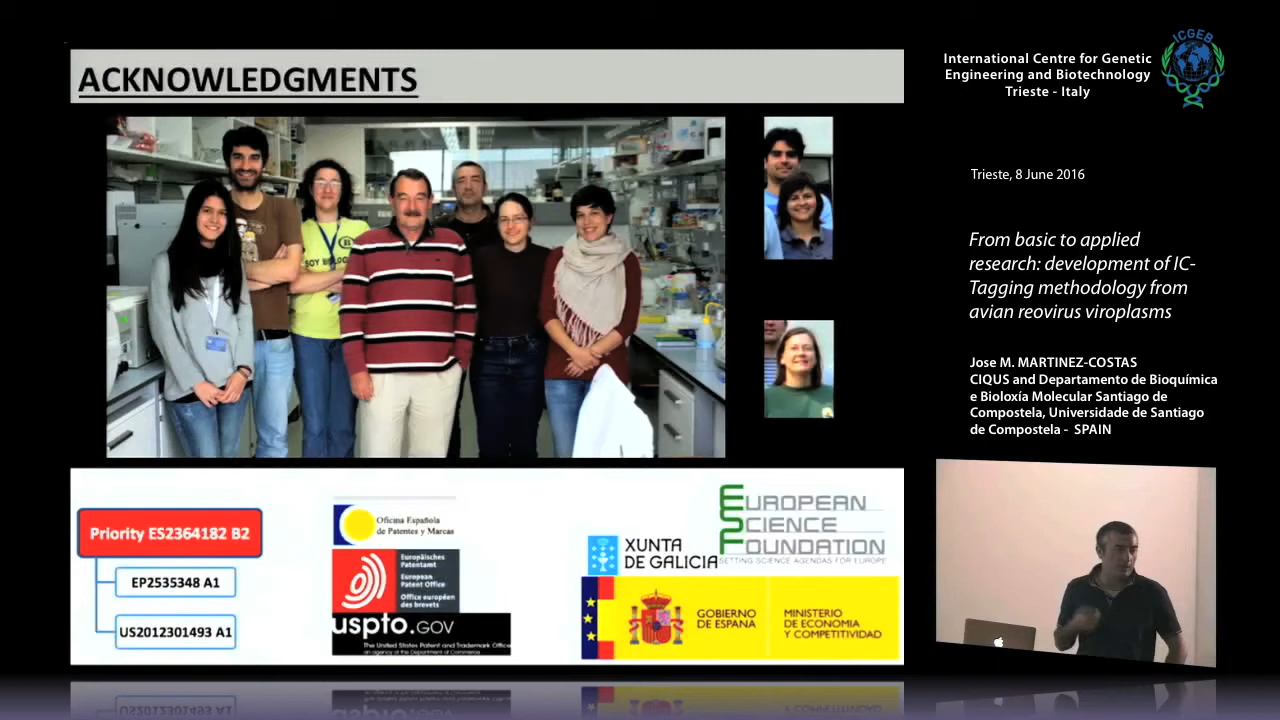 ACKNOWLEDGMENTS
SOY BIOLOG
Priority ES2364182 B2
EP2535348 A1
US2012301493 A1
Oficina Española
de Patentes y Marcas
Europäisches
Patentamt
European
Patent Office
Office européen
des brevets
uspto.GOV
The United States Patent and Trademark Office
an agency of the Department of Commerce
XUNTA
DE GALICIA
EUROPEAN
SCIENCE
FOUNDATION
SETTING SCIENCE AGENDAS FOR EUROPE
GOBIERNO
DE ESPAÑA
MINISTERIO
DE ECONOMIA
Y COMPETITIVIDAD
International Centre for Genetic
Engineering and Biotechnology
Trieste - Italy
ICGEB
Trieste, 8 June 2016
From basic to applied
research: development of IC-
Tagging methodology from
avian reovirus viroplasms
Jose M. MARTINEZ-COSTAS
CIQUS and Departamento de Bioquímica
e Bioloxía Molecular Santiago de
Compostela, Universidade de Santiago
de Compostela - SPAIN